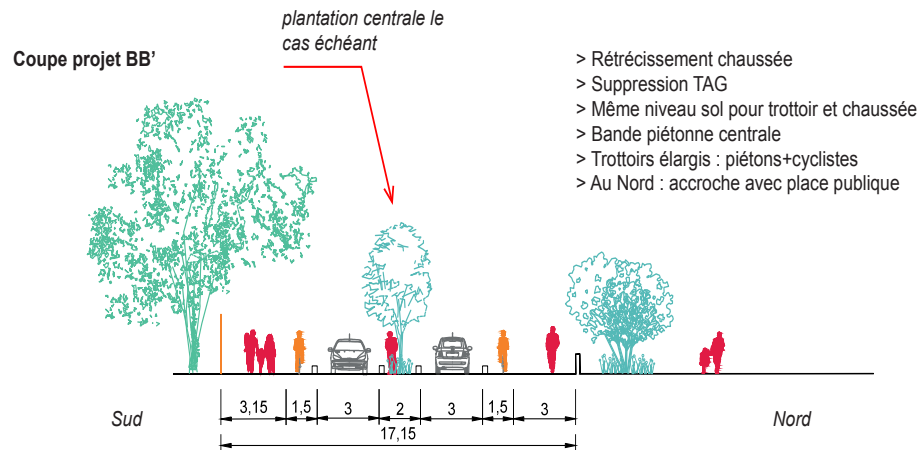 plantation centrale le
cas échéant
Coupe projet BB'
> Rétrécissement chaussée
> Suppression TAG
> Même niveau sol pour trottoir et chaussée
> Bande piétonne centrale
> Trottoirs élargis : piétons+cyclistes
> Au Nord : accroche avec place publique
3,15 1,5 3 2 3 1,5 3
Sud Nord
17,15